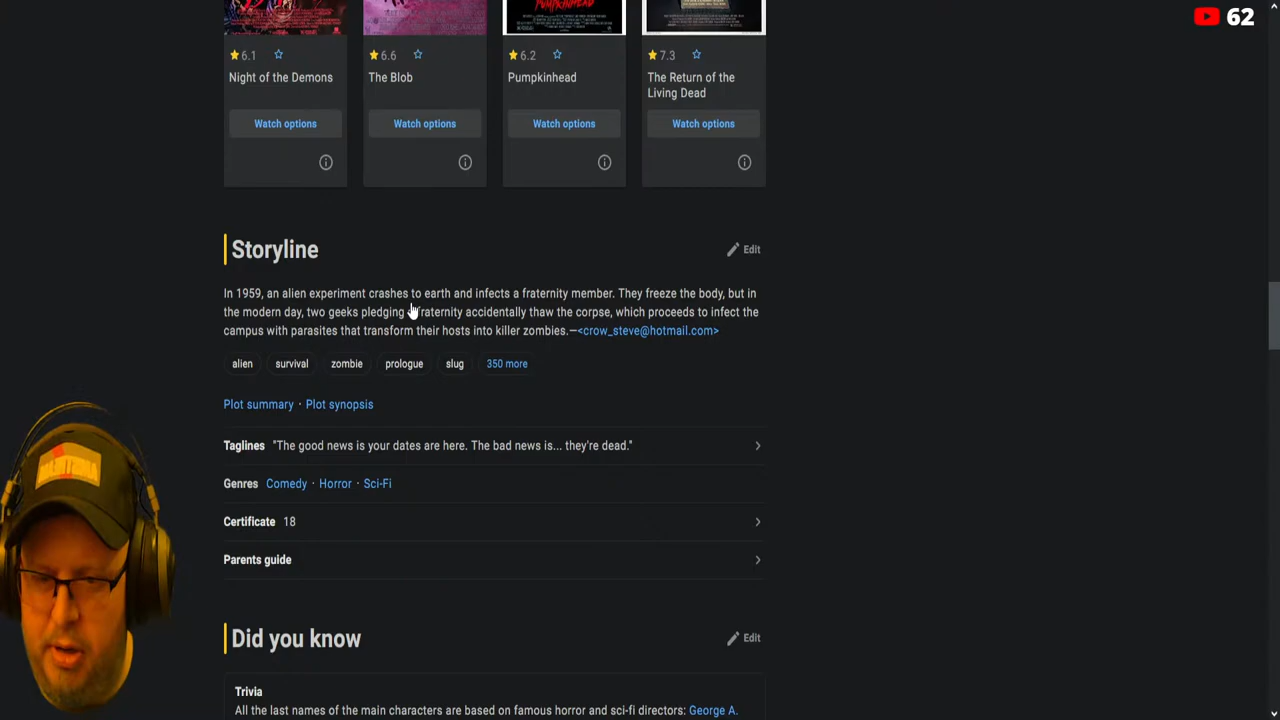 62
PUMPKINHEAD
6.1
6.6
6.2
7.3
Night of the Demons
The Blob
Pumpkinhead
The Return of the
Living Dead
Watch options
Watch options
Watch options
Watch options
Storyline
Edit
In 1959, an alien experiment crashes to earth and infects a fraternity member. They freeze the body, but in
the modern day, two geeks pledging fraternity accidentally thaw the corpse, which proceeds to infect the
campus with parasites that transform their hosts into killer zombies.—<crow_steve@hotmail.com>
alien survival zombie prologue slug 350 more
Plot summary · Plot synopsis
Taglines "The good news is your dates are here. The bad news is... they're dead."
Genres Comedy · Horror · Sci-Fi
Certificate 18
Parents guide
Did you know
Edit
Trivia
All the last names of the main characters are based on famous horror and sci-fi directors: George A.